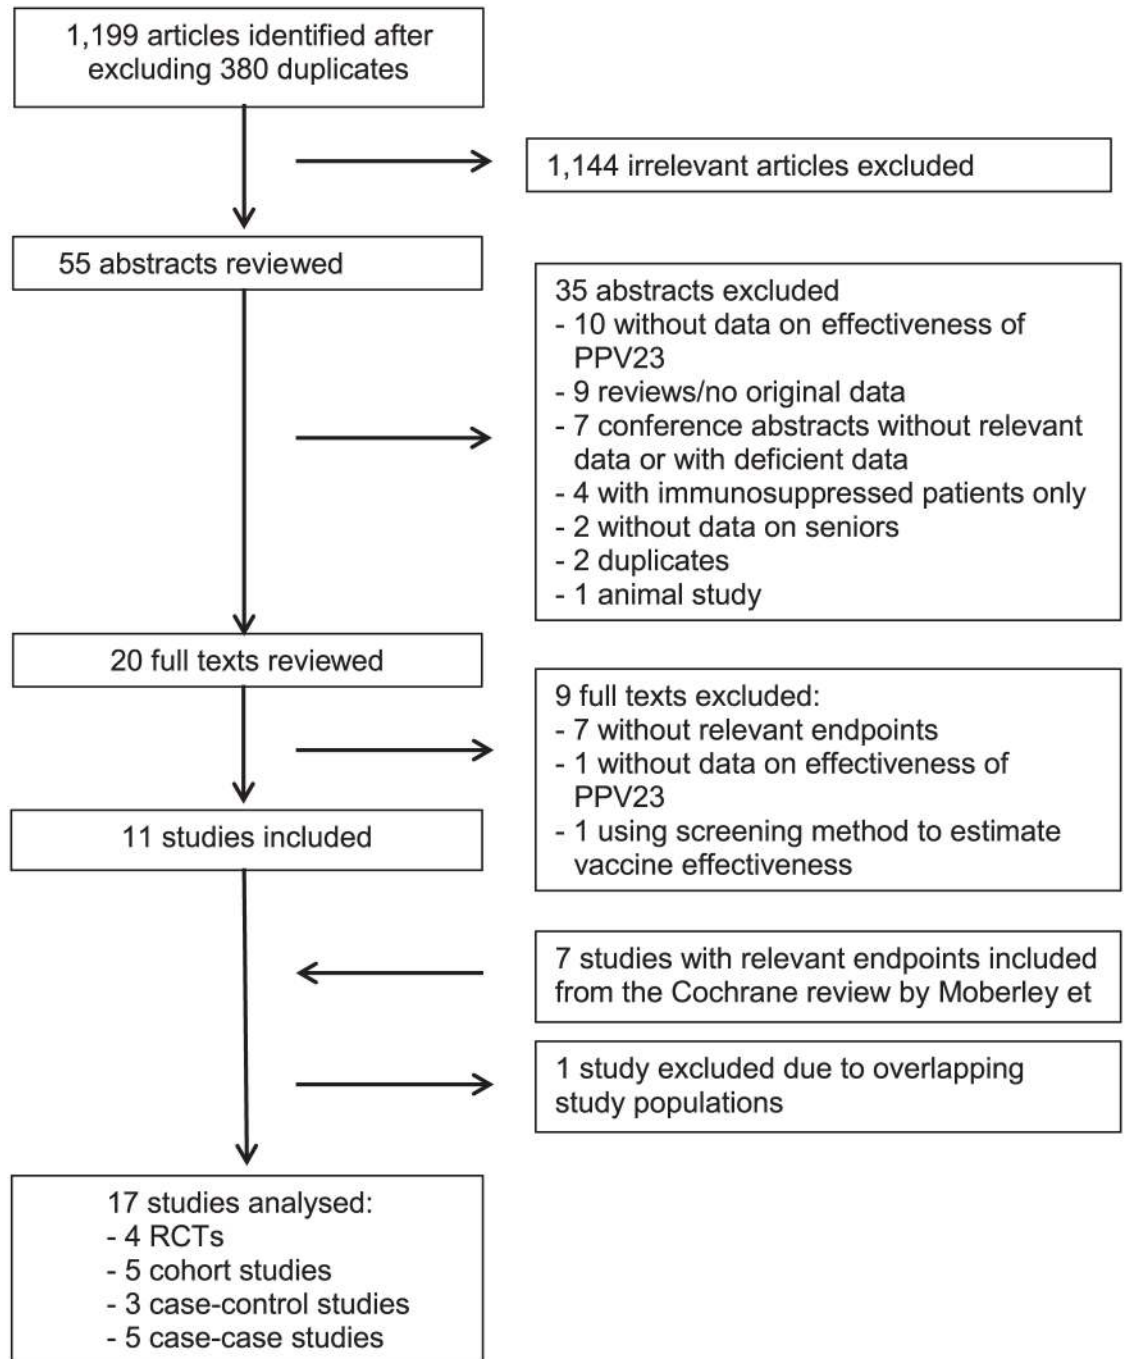 1,199 articles identified after
excluding 380 duplicates
1,144 irrelevant articles excluded
55 abstracts reviewed
35 abstracts excluded
- 10 without data on effectiveness of
PPV23
- 9 reviews/no original data
- 7 conference abstracts without relevant
data or with deficient data
- 4 with immunosuppressed patients only
- 2 without data on seniors
- 2 duplicates
- 1 animal study
20 full texts reviewed
9 full texts excluded:
- 7 without relevant endpoints
- 1 without data on effectiveness of
PPV23
- 1 using screening method to estimate
vaccine effectiveness
11 studies included
7 studies with relevant endpoints included
from the Cochrane review by Moberley et
1 study excluded due to overlapping
study populations
17 studies analysed:
- 4 RCTs
- 5 cohort studies
- 3 case-control studies
- 5 case-case studies